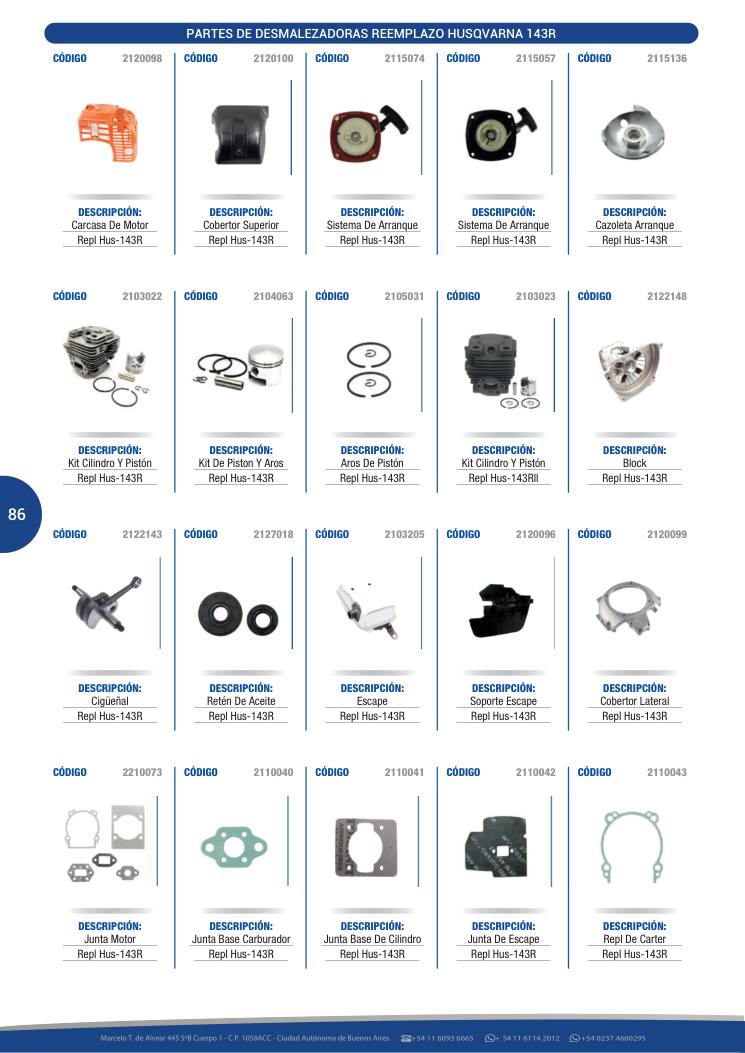 PARTES DE DESMALEZADORAS REEMPLAZO HUSQVARNA 143R
CÓDIGO 2120098
CÓDIGO 2120100
CÓDIGO 2115074
CÓDIGO 2115057
CÓDIGO 2115136
DESCRIPCIÓN:
Carcasa De Motor
Repl Hus-143R
DESCRIPCIÓN:
Cobertor Superior
Repl Hus-143R
DESCRIPCIÓN:
Sistema De Arranque
Repl Hus-143R
DESCRIPCIÓN:
Sistema De Arranque
Repl Hus-143R
DESCRIPCIÓN:
Cazoleta Arranque
Repl Hus-143R
CÓDIGO 2103022
CÓDIGO 2104063
CÓDIGO 2105031
CÓDIGO 2103023
CÓDIGO 2122148
DESCRIPCIÓN:
Kit Cilindro Y Pistón
Repl Hus-143R
DESCRIPCIÓN:
Kit De Piston Y Aros
Repl Hus-143R
DESCRIPCIÓN:
Aros De Pistón
Repl Hus-143R
DESCRIPCIÓN:
Kit Cilindro Y Pistón
Repl Hus-143RII
DESCRIPCIÓN:
Block
Repl Hus-143R
86
CÓDIGO 2122143
CÓDIGO 2127018
CÓDIGO 2103205
CÓDIGO 2120096
CÓDIGO 2120099
DESCRIPCIÓN:
Cigüeñal
Repl Hus-143R
DESCRIPCIÓN:
Retén De Aceite
Repl Hus-143R
DESCRIPCIÓN:
Escape
Repl Hus-143R
DESCRIPCIÓN:
Soporte Escape
Repl Hus-143R
DESCRIPCIÓN:
Cobertor Lateral
Repl Hus-143R
CÓDIGO 2210073
CÓDIGO 2110040
CÓDIGO 2110041
CÓDIGO 2110042
CÓDIGO 2110043
DESCRIPCIÓN:
Junta Motor
Repl Hus-143R
DESCRIPCIÓN:
Junta Base Carburador
Repl Hus-143R
DESCRIPCIÓN:
Junta Base De Cilindro
Repl Hus-143R
DESCRIPCIÓN:
Junta De Escape
Repl Hus-143R
DESCRIPCIÓN:
Repl De Carter
Repl Hus-143R
Marcelo T. de Alvear 445 5ºB Cuerpo 1 - C.P. 1058ACC - Ciudad Autónoma de Buenos Aires +54 11 6093 6665 + 54 11 6114 2012 +54 0237 4660295